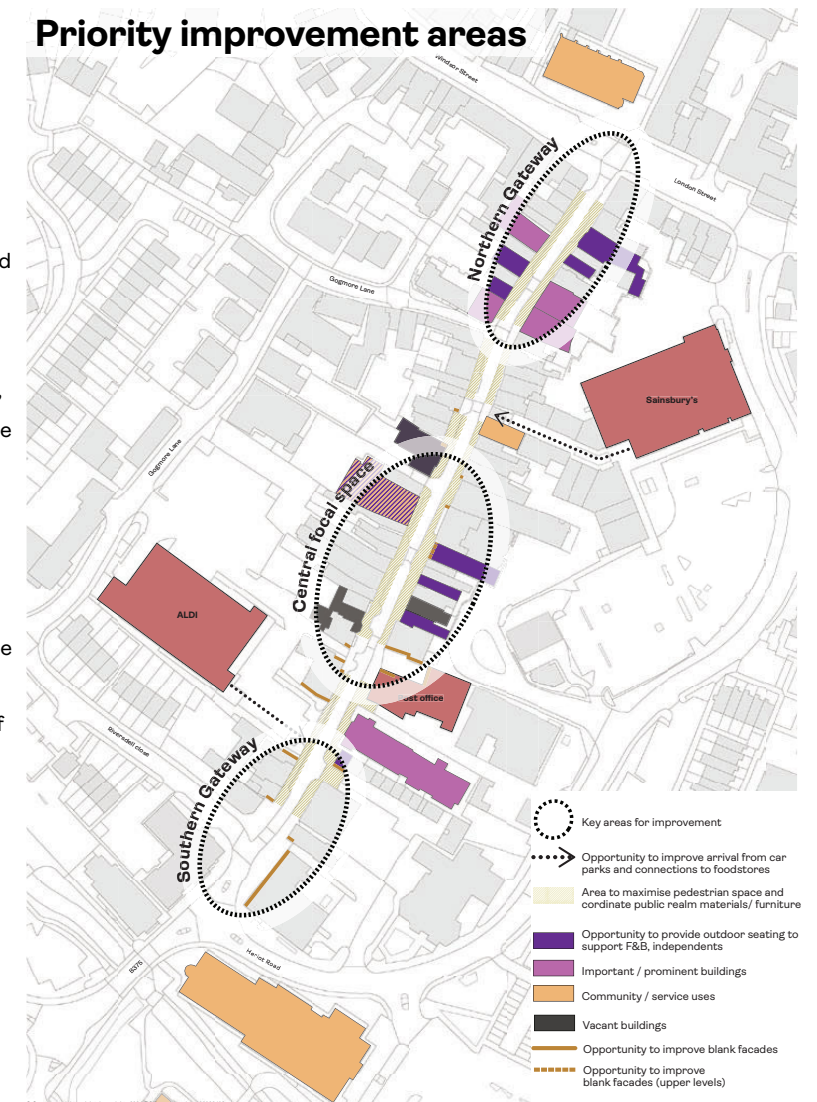 Priority improvement areas
Windsor Street
London Street
Northern Gateway
d
Gogmore Lane
Sainsbury's
,
e
Gogmore Lane
Central focal space
ALDI
e
Post office
f
Riversdell close
Southern Gateway
Key areas for improvement
Opportunity to improve arrival from car
parks and connections to foodstores
Area to maximise pedestrian space and
cordinate public realm materials/ furniture
Opportunity to provide outdoor seating to
support F&B, independents
Important / prominent buildings
Community / service uses
Vacant buildings
Opportunity to improve blank facades
Opportunity to improve
blank facades (upper levels)
Heriot Road
B375